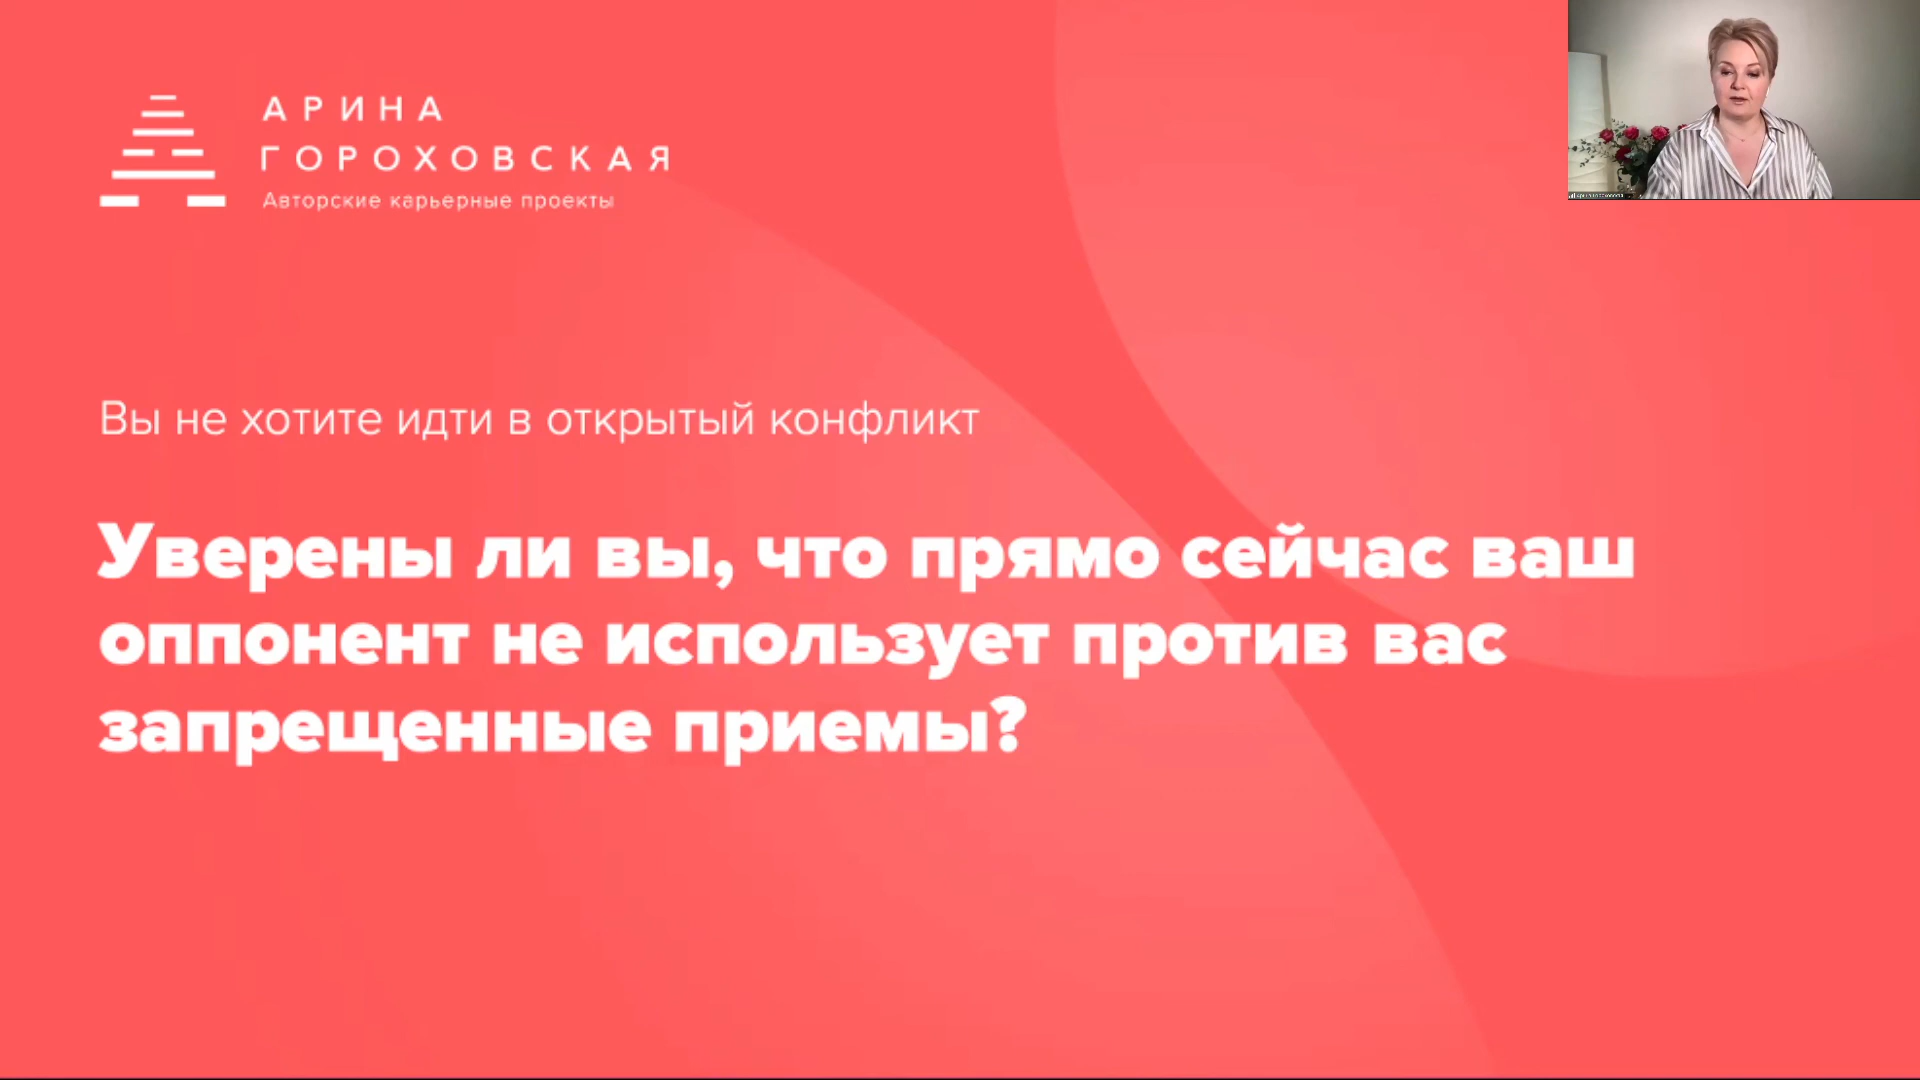 АРИНА
ГОРОХОВСКАЯ
Авторские карьерные проекты
Вы не хотите идти в открытый конфликт
Уверены ли вы, что прямо сейчас ваш
оппонент не использует против вас
запрещенные приемы?